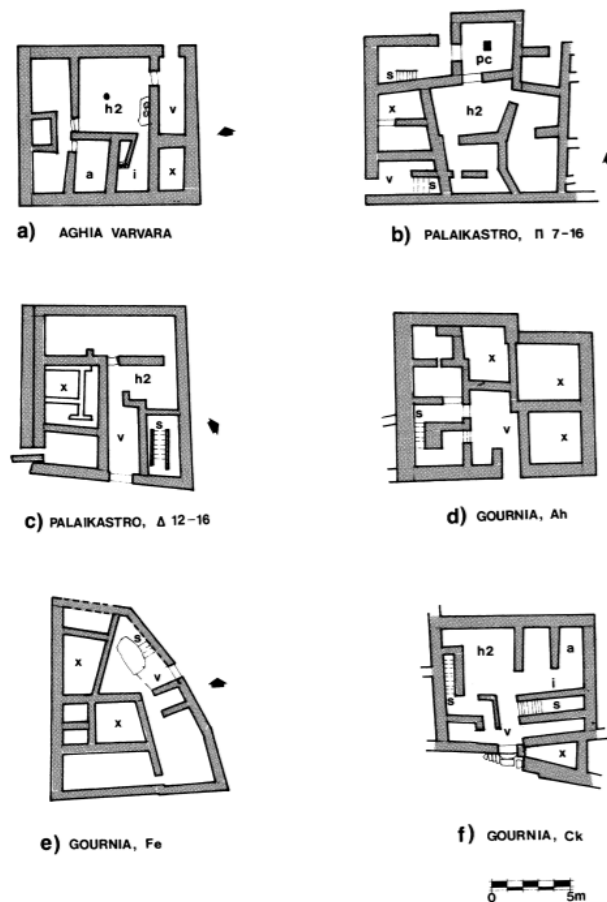 h2
v
a
i
x
a) AGHIA VARVARA
s
pc
x
h2
v
s
b) PALAIKASTRO, Π 7-16
x
h2
v
s
c) PALAIKASTRO, Δ 12-16
x
x
s
v
x
d) GOURNIA, Ah
s
x
v
x
e) GOURNIA, Fe
h2
a
i
s
s
v
x
f) GOURNIA, Ck
0 5m